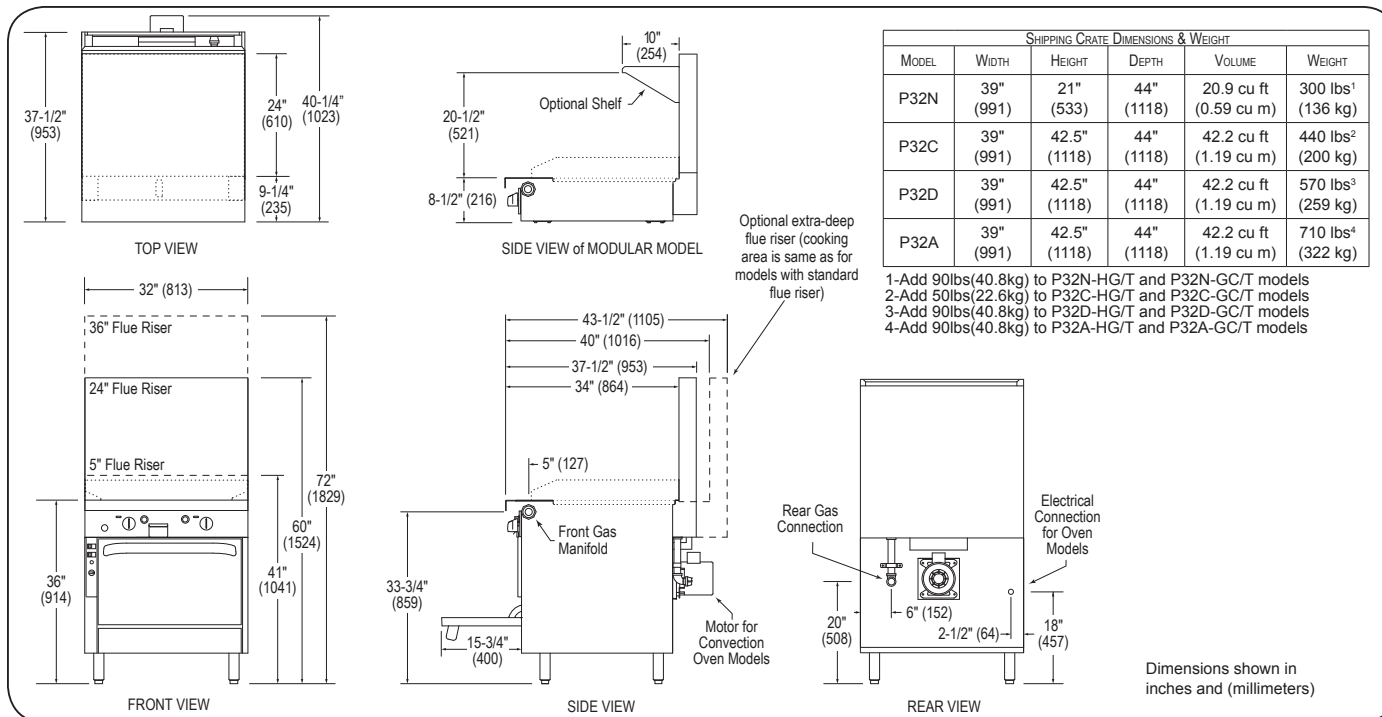 37-1/2"
(953)
24"
(610)
9-1/4"
(235)
40-1/4"
(1023)
TOP VIEW
10"
(254)
Optional Shelf
20-1/2"
(521)
8-1/2" (216)
SIDE VIEW of MODULAR MODEL
Shipping Crate Dimensions & Weight
Model Width Height Depth Volume Weight
P32N 39" (991) 21" (533) 44" (1118) 20.9 cu ft (0.59 cu m) 300 lbs¹ (136 kg)
P32C 39" (991) 42.5" (1118) 44" (1118) 42.2 cu ft (1.19 cu m) 440 lbs² (200 kg)
P32D 39" (991) 42.5" (1118) 44" (1118) 42.2 cu ft (1.19 cu m) 570 lbs³ (259 kg)
P32A 39" (991) 42.5" (1118) 44" (1118) 42.2 cu ft (1.19 cu m) 710 lbs⁴ (322 kg)
1-Add 90lbs(40.8kg) to P32N-HG/T and P32N-GC/T models
2-Add 50lbs(22.6kg) to P32C-HG/T and P32C-GC/T models
3-Add 90lbs(40.8kg) to P32D-HG/T and P32D-GC/T models
4-Add 90lbs(40.8kg) to P32A-HG/T and P32A-GC/T models
32" (813)
36" Flue Riser
24" Flue Riser
5" Flue Riser
36"
(914)
41"
(1041)
60"
(1524)
72"
(1829)
FRONT VIEW
Optional extra-deep
flue riser (cooking
area is same as for
models with standard
flue riser)
43-1/2" (1105)
40" (1016)
37-1/2" (953)
34" (864)
5" (127)
Front Gas
Manifold
33-3/4"
(859)
15-3/4"
(400)
Motor for
Convection
Oven Models
SIDE VIEW
Rear Gas
Connection
Electrical
Connection
for Oven
Models
20"
(508)
6" (152)
2-1/2" (64)
18"
(457)
REAR VIEW
Dimensions shown in
inches and (millimeters)